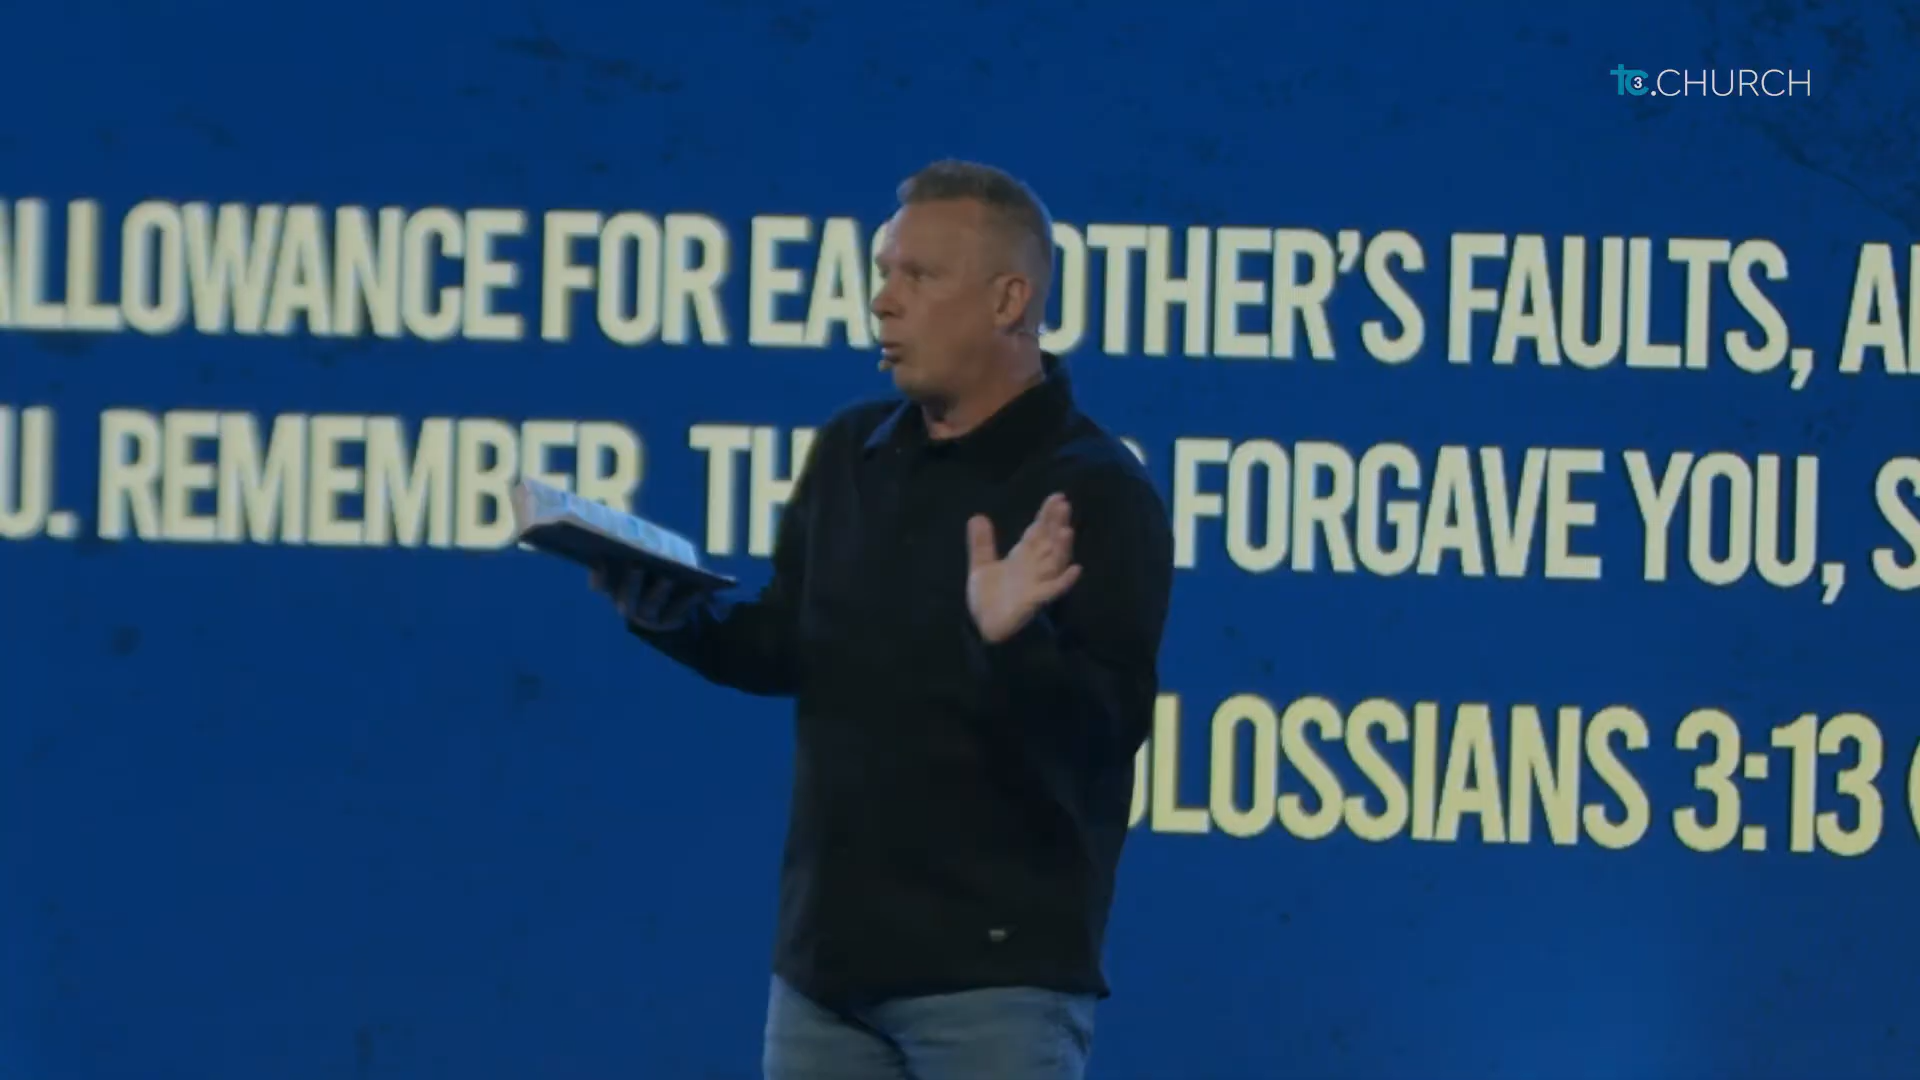 tc3.CHURCH
ALLOWANCE FOR EA OTHER'S FAULTS,
U. REMEMBER, TH FORGAVE YOU, S
OLOSSIANS 3:13